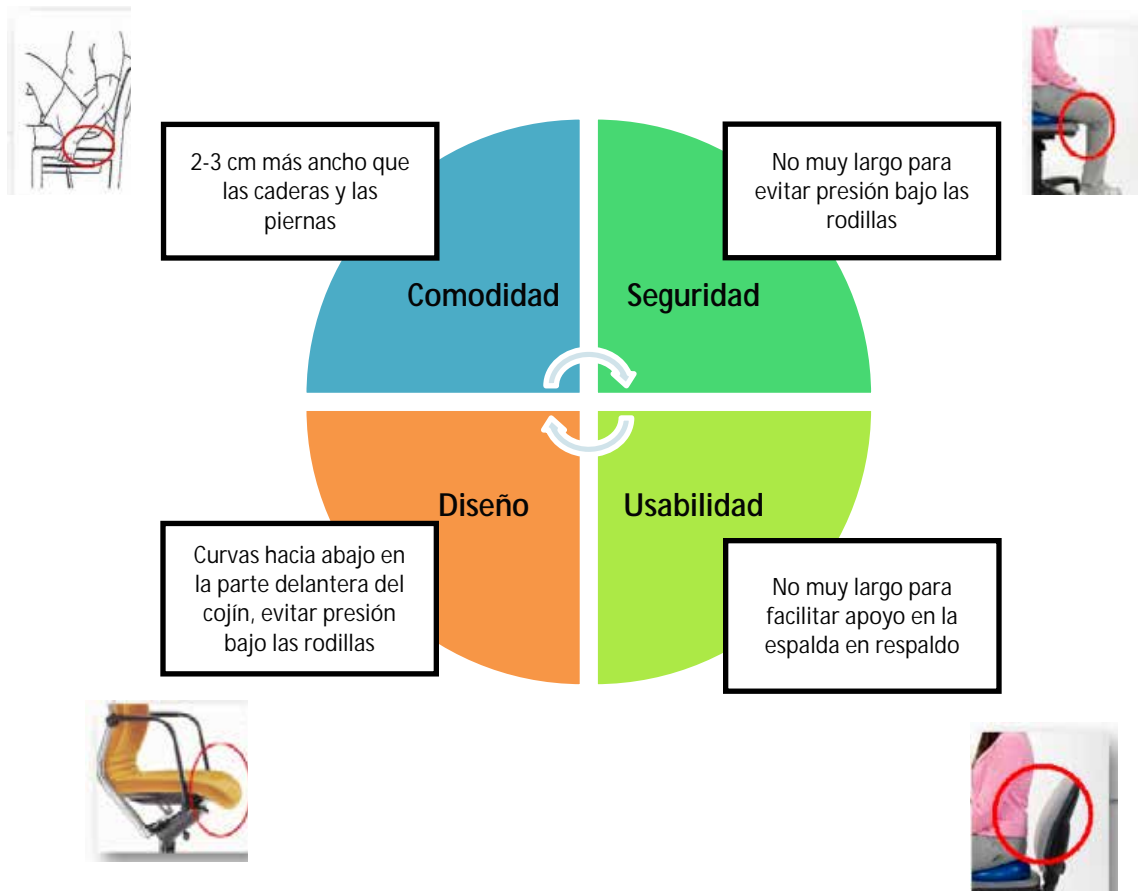 2-3 cm más ancho que
las caderas y las
piernas
No muy largo para
evitar presión bajo las
rodillas
Comodidad
Seguridad
Diseño
Usabilidad
Curvas hacia abajo en
la parte delantera del
cojín, evitar presión
bajo las rodillas
No muy largo para
facilitar apoyo en la
espalda en respaldo